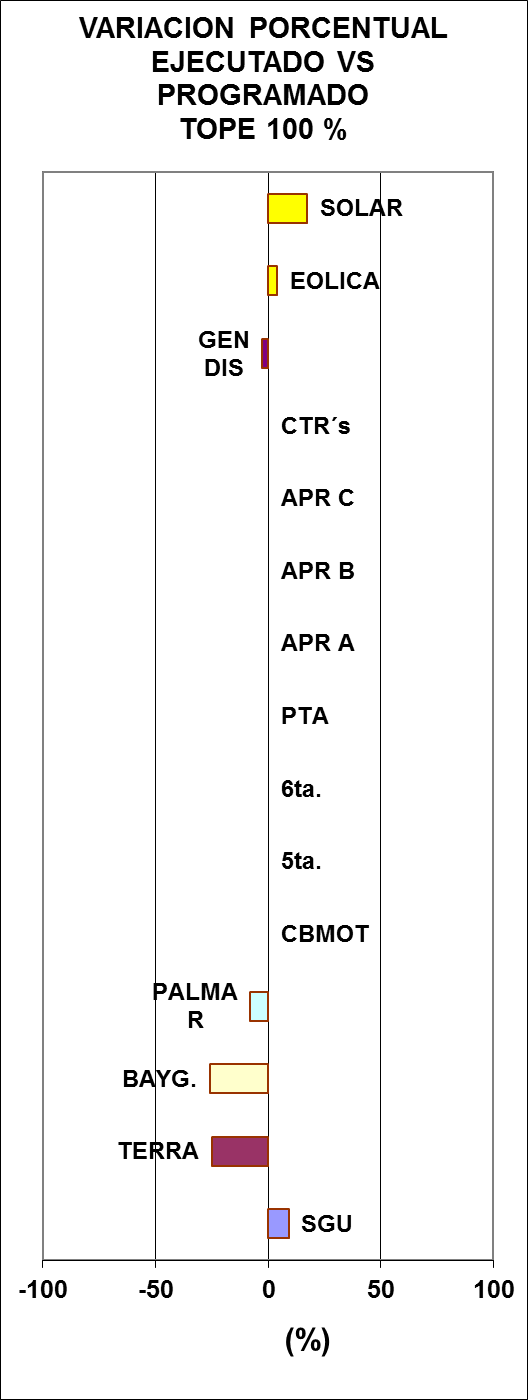 VARIACION PORCENTUAL
EJECUTADO VS
PROGRAMADO
TOPE 100 %
SOLAR
EOLICA
GEN
DIS
CTR´s
APR C
APR B
APR A
PTA
6ta.
5ta.
CBMOT
PALMA
R
BAYG.
TERRA
SGU
-100 -50 0 50 100
(%)